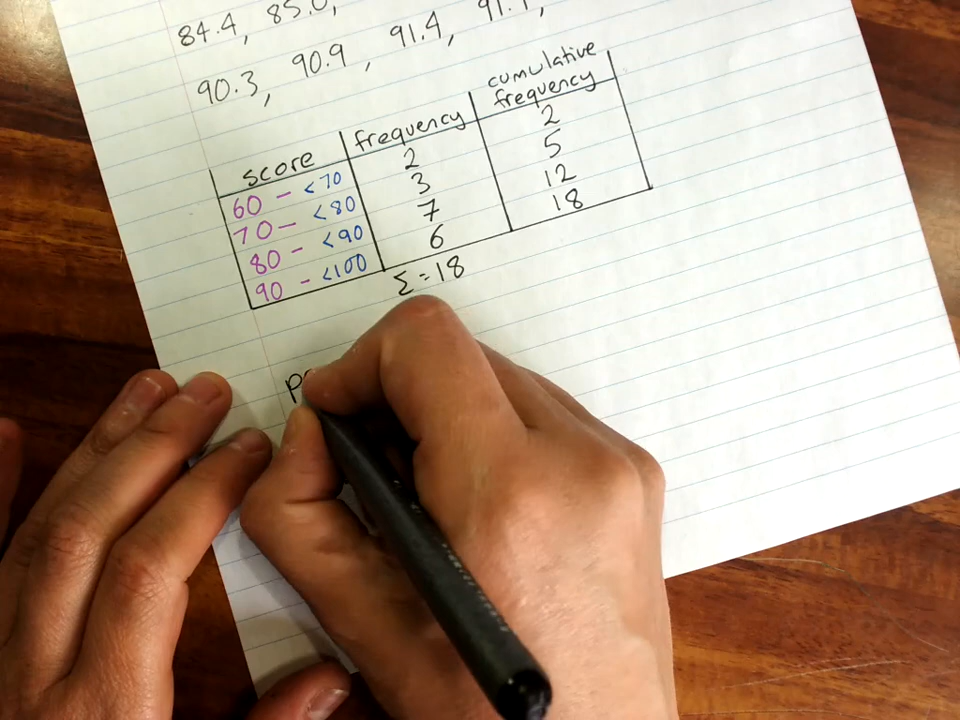 84.4, 85.0,
90.3, 90.9, 91.4, 91.1,
score frequency cumulative frequency
60 - <70 2 2
70 - <80 3 5
80 - <90 7 12
90 - <100 6 18
Σ = 18